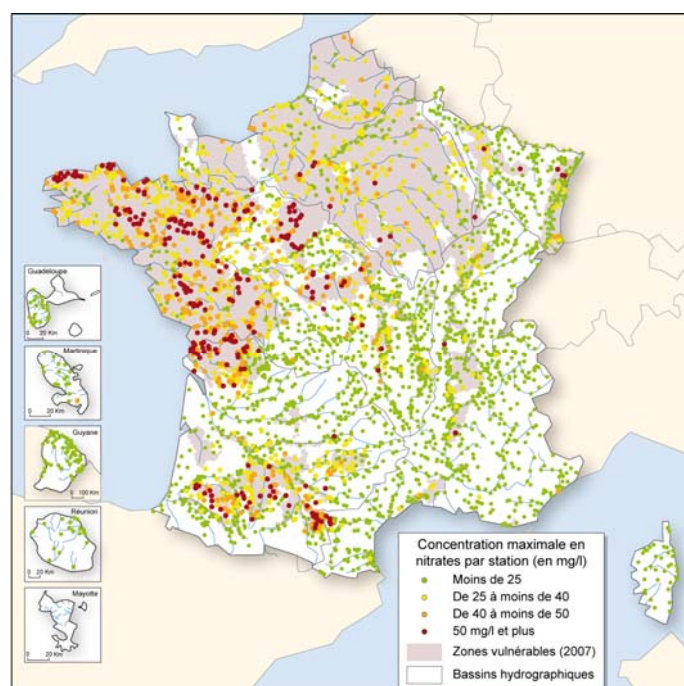 Guadeloupe
0 20 Km
Martinique
0 20 Km
Guyane
0 100 Km
Réunion
0 20 Km
Mayotte
0 20 Km
Concentration maximale en
nitrates par station (en mg/l)
Moins de 25
De 25 à moins de 40
De 40 à moins de 50
50 mg/l et plus
Zones vulnérables (2007)
Bassins hydrographiques